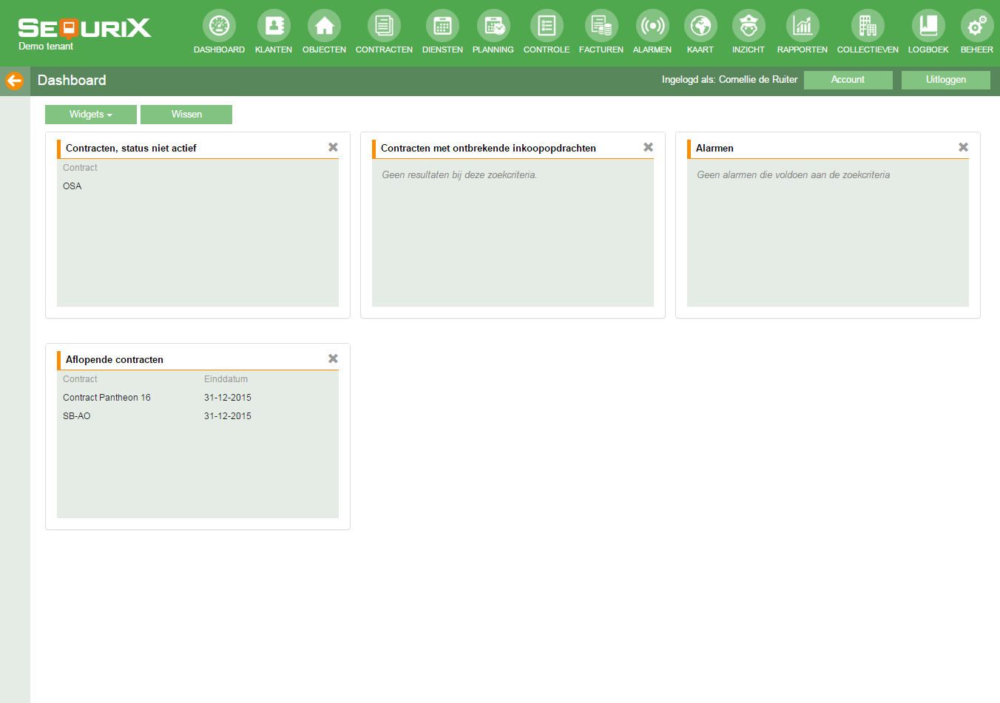 SEQURIX
Demo tenant
DASHBOARD KLANTEN OBJECTEN CONTRACTEN DIENSTEN PLANNING CONTROLE FACTUREN ALARMEN KAART INZICHT RAPPORTEN COLLECTIEVEN LOGBOEK BEHEER
Dashboard
Ingelogd als: Cornellie de Ruiter Account Uitloggen
Widgets Wissen
Contracten, status niet actief
Contract
OSA
Contracten met ontbrekende inkoopopdrachten
Geen resultaten bij deze zoekcriteria.
Alarmen
Geen alarmen die voldoen aan de zoekcriteria
Aflopende contracten
Contract Einddatum
Contract Pantheon 16 31-12-2015
SB-AO 31-12-2015